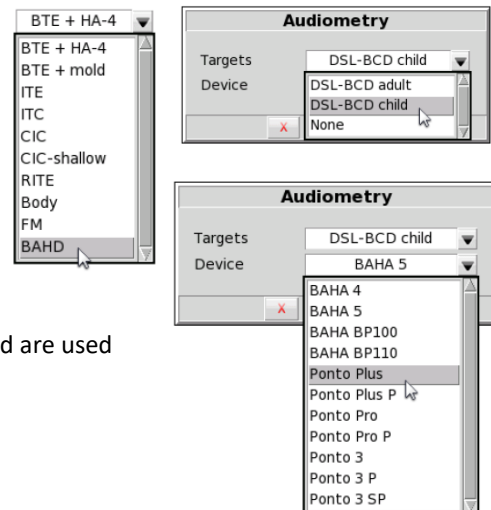 BTE + HA-4
BTE + HA-4
BTE + mold
ITE
ITC
CIC
CIC-shallow
RITE
Body
FM
BAHD
Audiometry
Targets DSL-BCD child
Device DSL-BCD adult
DSL-BCD child
None
X
Audiometry
Targets DSL-BCD child
Device BAHA 5
X
BAHA 4
BAHA 5
BAHA BP100
BAHA BP110
Ponto Plus
Ponto Plus P
Ponto Pro
Ponto Pro P
Ponto 3
Ponto 3 P
Ponto 3 SP
d are used